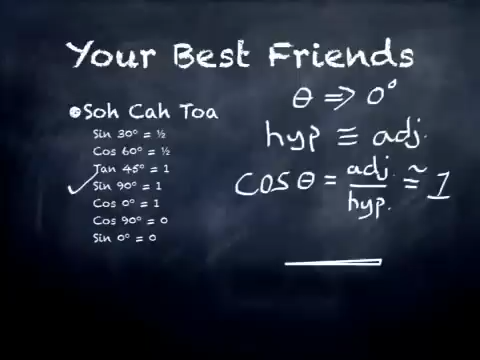 Your Best Friends
Soh Cah Toa
Sin 30° = ½
Cos 60° = ½
Tan 45° = 1
Sin 90° = 1
Cos 0° = 1
Cos 90° = 0
Sin 0° = 0
θ => 0°
hyp ≡ adj.
COS θ = adj. / hyp. ≅ 1